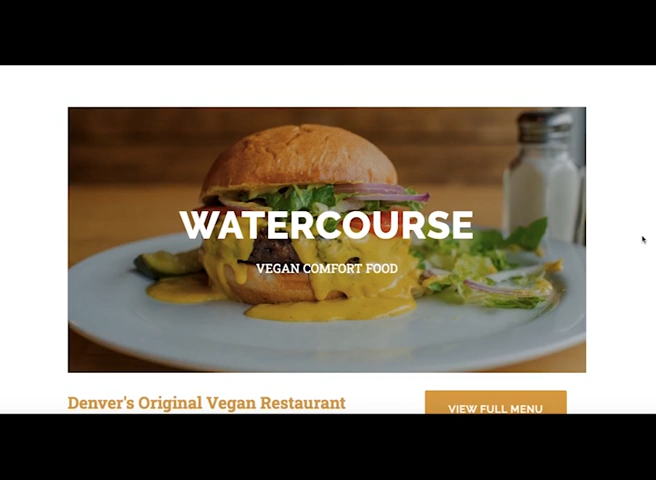 WATERCOURSE
VEGAN COMFORT FOOD
Denver's Original Vegan Restaurant
VIEW FULL MENU